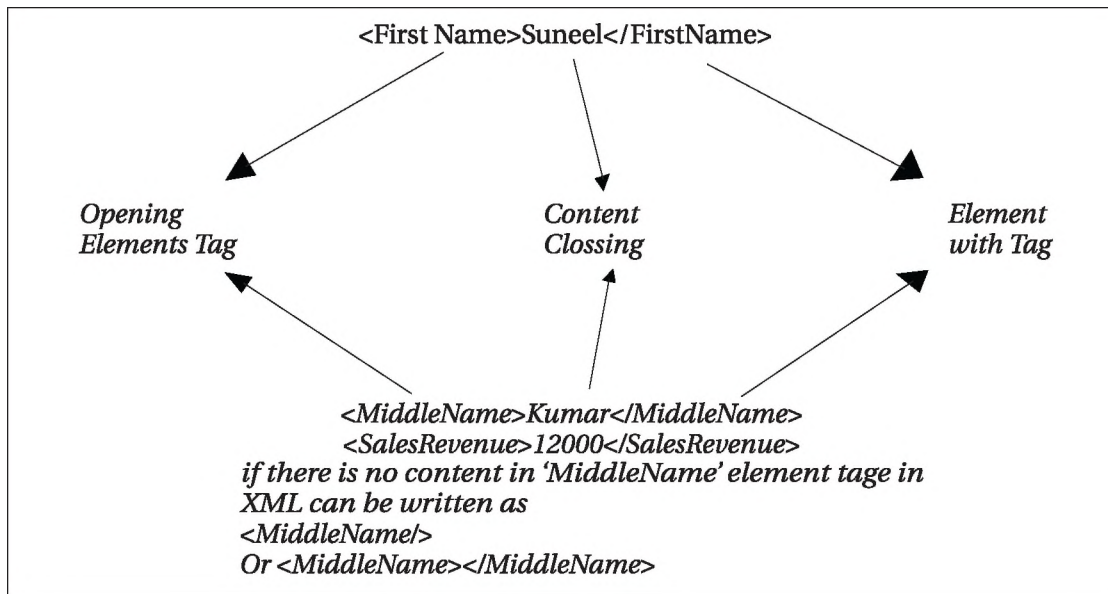 <First Name>Suneel</FirstName>
Opening
Elements Tag
Content
Clossing
Element
with Tag
<MiddleName>Kumar</MiddleName>
<SalesRevenue>12000</SalesRevenue>
if there is no content in ‘MiddleName’ element tage in
XML can be written as
<MiddleName/>
Or <MiddleName></MiddleName>